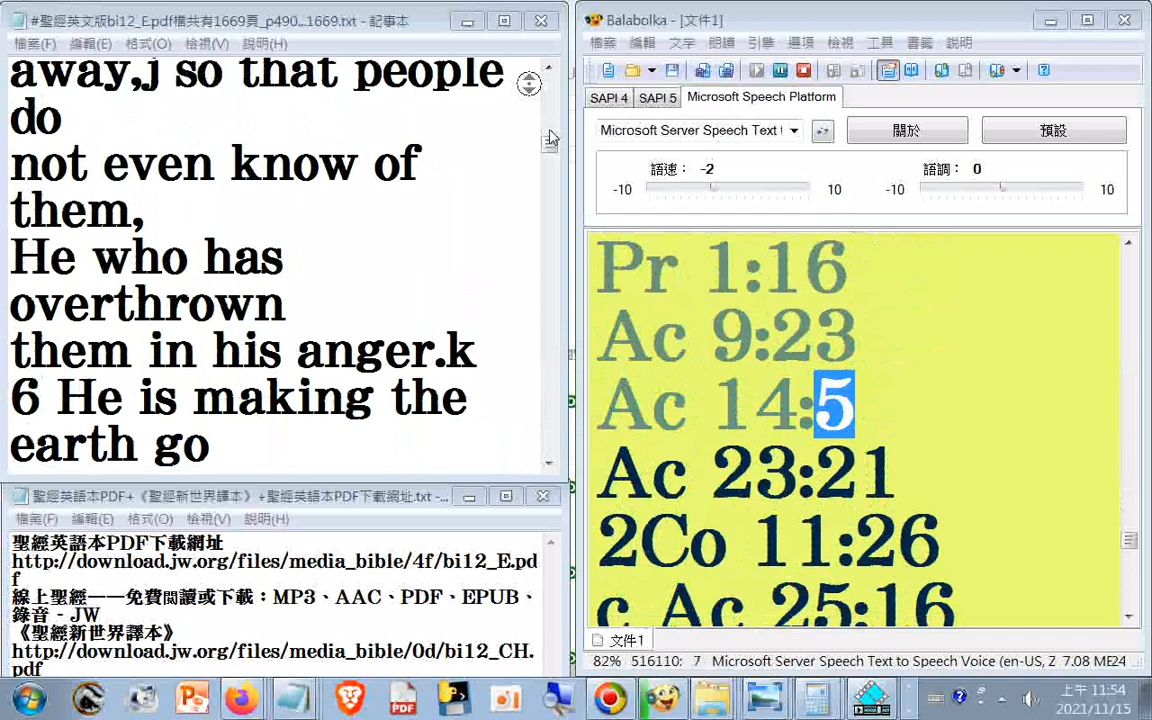 #聖經英文版bi12_E.pdf檔共有1669頁_p490...1669.txt - 記事本
檔案(F) 編輯(E) 格式(O) 檢視(V) 說明(H)
away,j so that people
do
not even know of
them,
He who has
overthrown
them in his anger.k
6 He is making the
earth go
聖經英語本PDF+《聖經新世界譯本》+聖經英語本PDF下載網址.txt -...
檔案(F) 編輯(E) 格式(O) 檢視(V) 說明(H)
聖經英語本PDF下載網址
http://download.jw.org/files/media_bible/4f/bi12_E.pd
f
線上聖經——免費閱讀或下載：MP3、AAC、PDF、EPUB、
錄音 - JW
《聖經新世界譯本》
http://download.jw.org/files/media_bible/0d/bi12_CH.
pdf
Balabolka - [文件1]
檔案 編輯 文字 朗讀 引擎 選項 檢視 工具 書籤 說明
SAPI 4 SAPI 5 Microsoft Speech Platform
Microsoft Server Speech Text 關於 預設
語速： -2 語調： 0
-10 10 -10 10
Pr 1:16
Ac 9:23
Ac 14:5
Ac 23:21
2Co 11:26
c Ac 25:16
文件1
82% 516110: 7 Microsoft Server Speech Text to Speech Voice (en-US, Z 7.08 ME24
上午 11:54
2021/11/15